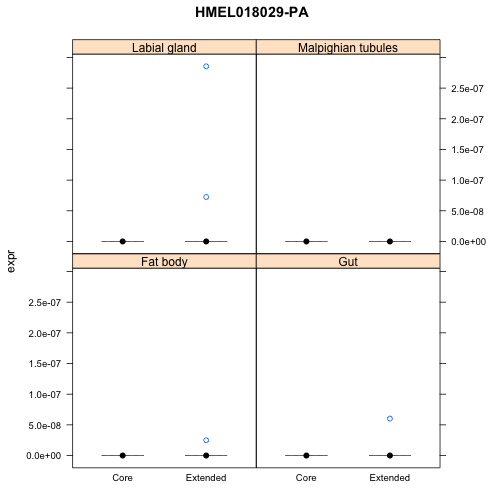 HMEL018029-PA
Labial gland Malpighian tubules
2.5e-07
2.0e-07
1.5e-07
1.0e-07
5.0e-08
0.0e+00
expr
Fat body Gut
2.5e-07
2.0e-07
1.5e-07
1.0e-07
5.0e-08
0.0e+00
Core Extended Core Extended